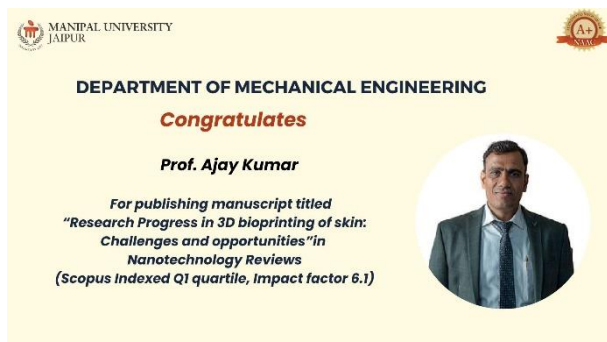 MANIPAL UNIVERSITY
JAIPUR
A+
NAAC
DEPARTMENT OF MECHANICAL ENGINEERING
Congratulates
Prof. Ajay Kumar
For publishing manuscript titled
“Research Progress in 3D bioprinting of skin:
Challenges and opportunities”in
Nanotechnology Reviews
(Scopus Indexed Q1 quartile, Impact factor 6.1)